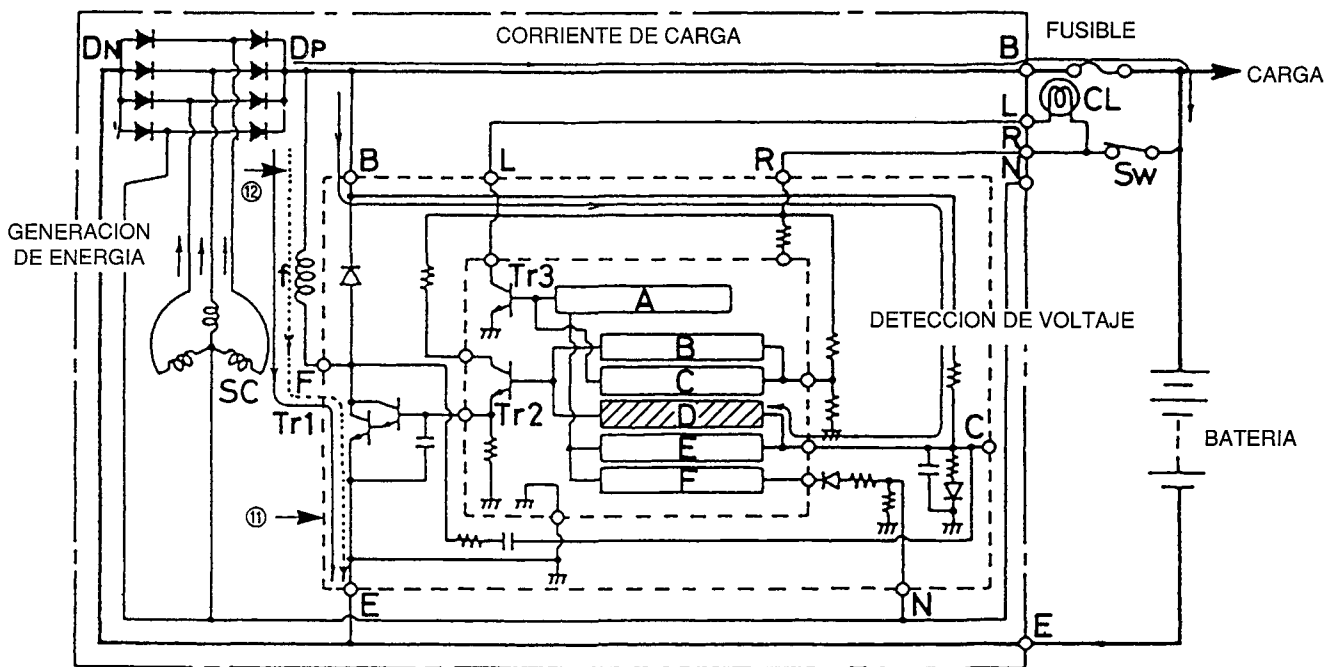 CORRIENTE DE CARGA
FUSIBLE
DN
DP
B
CARGA
L
CL
R
N
SW
⑫
B
L
R
GENERACION
DE ENERGIA
f
Tr3
A
DETECCION DE VOLTAJE
B
C
SC
F
Tr1
Tr2
D
E
C
BATERIA
F
⑪
E
N
E